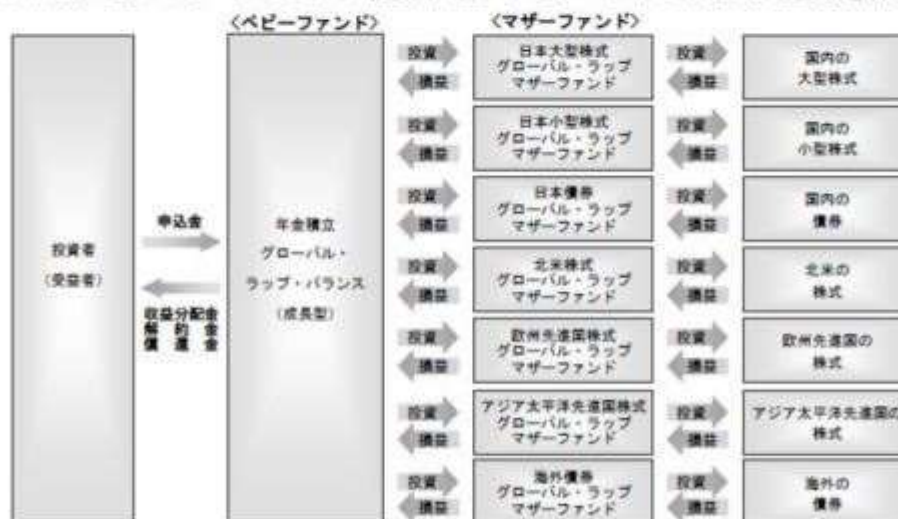 〈ベビーファンド〉
〈マザーファンド〉
投資者
(受益者)
申込金
収益分配金
解約金
償還金
年金積立
グローバル・
ラップ・バランス
(成長型)
投資
損益
日本大型株式
グローバル・ラップ
マザーファンド
投資
損益
国内の
大型株式
投資
損益
日本小型株式
グローバル・ラップ
マザーファンド
投資
損益
国内の
小型株式
投資
損益
日本債券
グローバル・ラップ
マザーファンド
投資
損益
国内の
債券
投資
損益
北米株式
グローバル・ラップ
マザーファンド
投資
損益
北米の
株式
投資
損益
欧州先進国株式
グローバル・ラップ
マザーファンド
投資
損益
欧州先進国の
株式
投資
損益
アジア太平洋先進国株式
グローバル・ラップ
マザーファンド
投資
損益
アジア太平洋先進国の
株式
投資
損益
海外債券
グローバル・ラップ
マザーファンド
投資
損益
海外の
債券